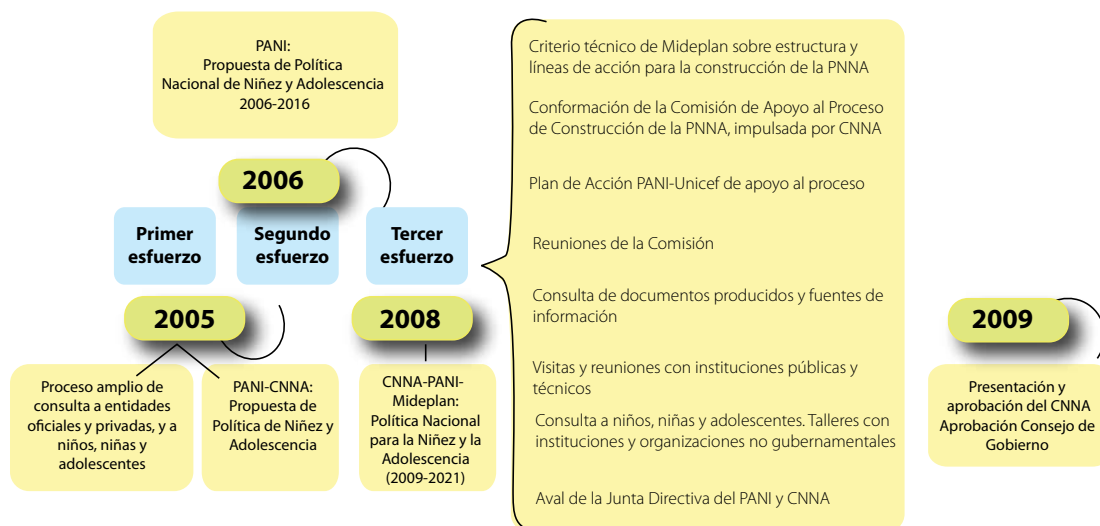 PANI:
Propuesta de Política
Nacional de Niñez y Adolescencia
2006-2016
2006
Primer
esfuerzo
Segundo
esfuerzo
Tercer
esfuerzo
2005
2008
Proceso amplio de
consulta a entidades
oficiales y privadas, y a
niños, niñas y
adolescentes
PANI-CNNA:
Propuesta de
Política de Niñez y
Adolescencia
CNNA-PANI-
Mideplan:
Política Nacional
para la Niñez y la
Adolescencia
(2009-2021)
Criterio técnico de Mideplan sobre estructura y
líneas de acción para la construcción de la PNNA
Conformación de la Comisión de Apoyo al Proceso
de Construcción de la PNNA, impulsada por CNNA
Plan de Acción PANI-Unicef de apoyo al proceso
Reuniones de la Comisión
Consulta de documentos producidos y fuentes de
información
Visitas y reuniones con instituciones públicas y
técnicos
Consulta a niños, niñas y adolescentes. Talleres con
instituciones y organizaciones no gubernamentales
Aval de la Junta Directiva del PANI y CNNA
2009
Presentación y
aprobación del CNNA
Aprobación Consejo de
Gobierno